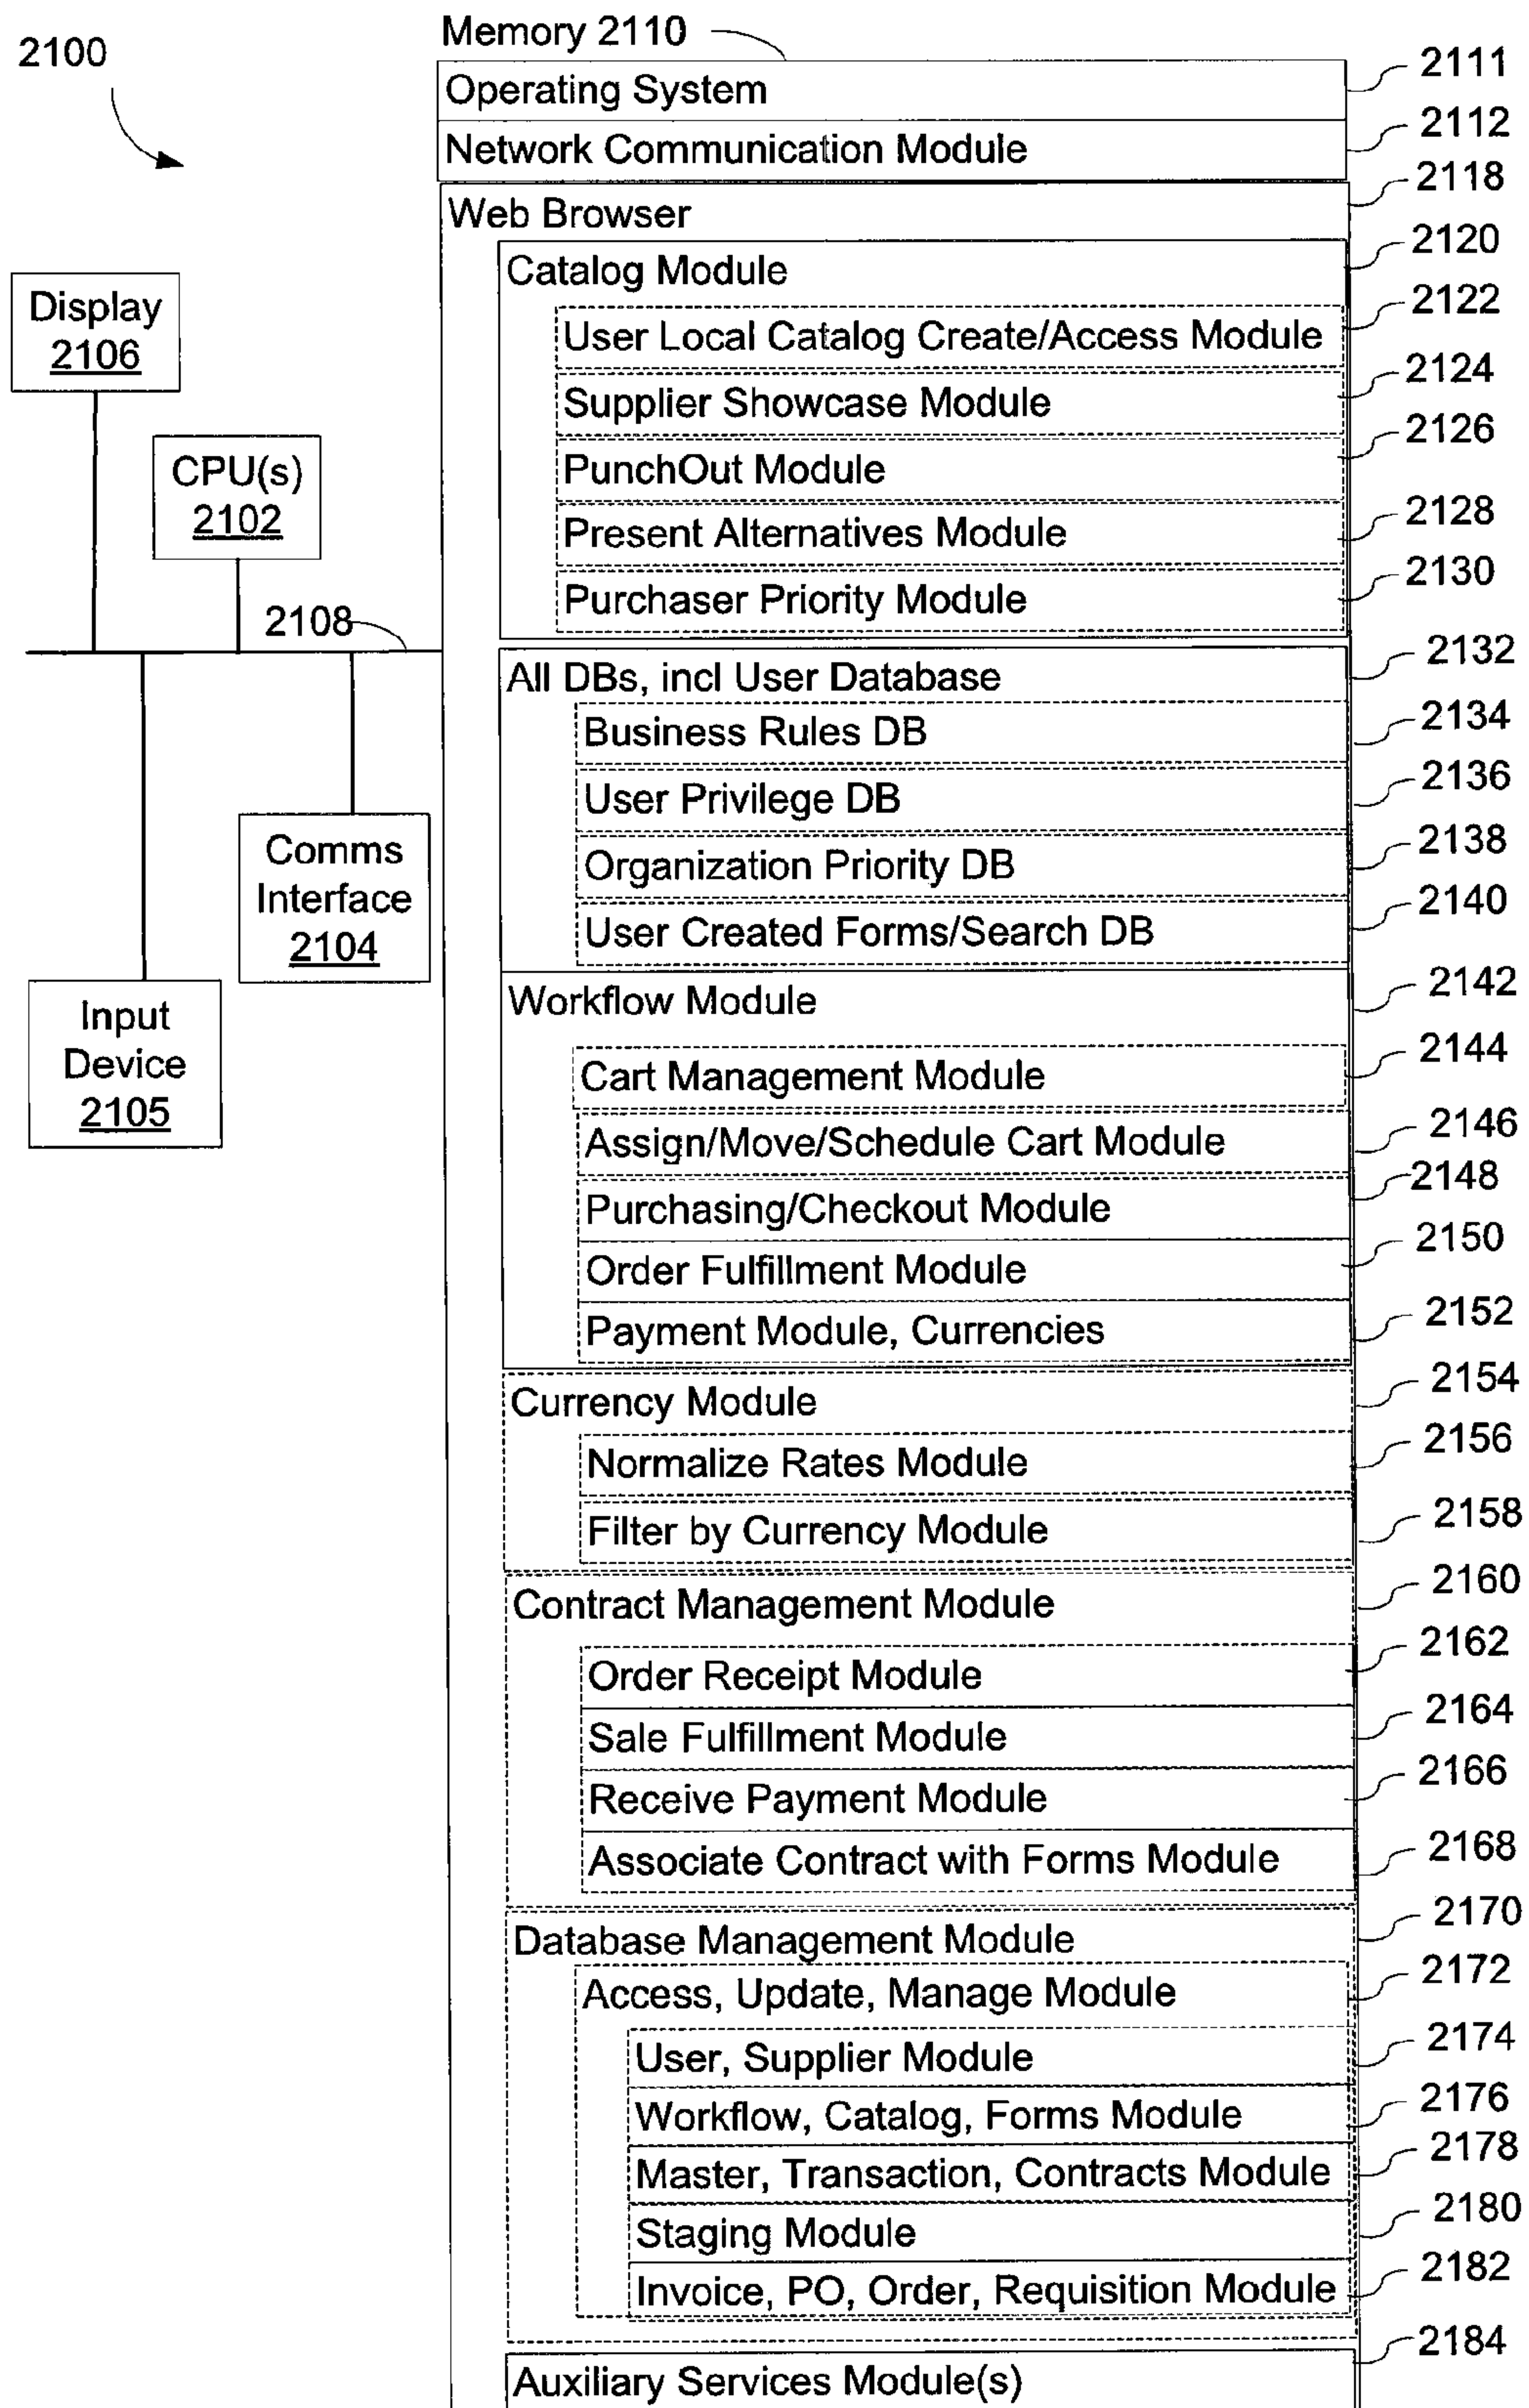 Memory 2110
2100
Operating System
2111
Network Communication Module
2112
Web Browser
2118
Catalog Module
2120
User Local Catalog Create/Access Module
2122
Supplier Showcase Module
2124
PunchOut Module
2126
Present Alternatives Module
2128
Purchaser Priority Module
2130
Display
2106
CPU(s)
2102
2108
Comms
Interface
2104
Input
Device
2105
All DBs, incl User Database
2132
Business Rules DB
2134
User Privilege DB
2136
Organization Priority DB
2138
User Created Forms/Search DB
2140
Workflow Module
2142
Cart Management Module
2144
Assign/Move/Schedule Cart Module
2146
Purchasing/Checkout Module
2148
Order Fulfillment Module
2150
Payment Module, Currencies
2152
Currency Module
2154
Normalize Rates Module
2156
Filter by Currency Module
2158
Contract Management Module
2160
Order Receipt Module
2162
Sale Fulfillment Module
2164
Receive Payment Module
2166
Associate Contract with Forms Module
2168
Database Management Module
2170
Access, Update, Manage Module
2172
User, Supplier Module
2174
Workflow, Catalog, Forms Module
2176
Master, Transaction, Contracts Module
2178
Staging Module
2180
Invoice, PO, Order, Requisition Module
2182
Auxiliary Services Module(s)
2184